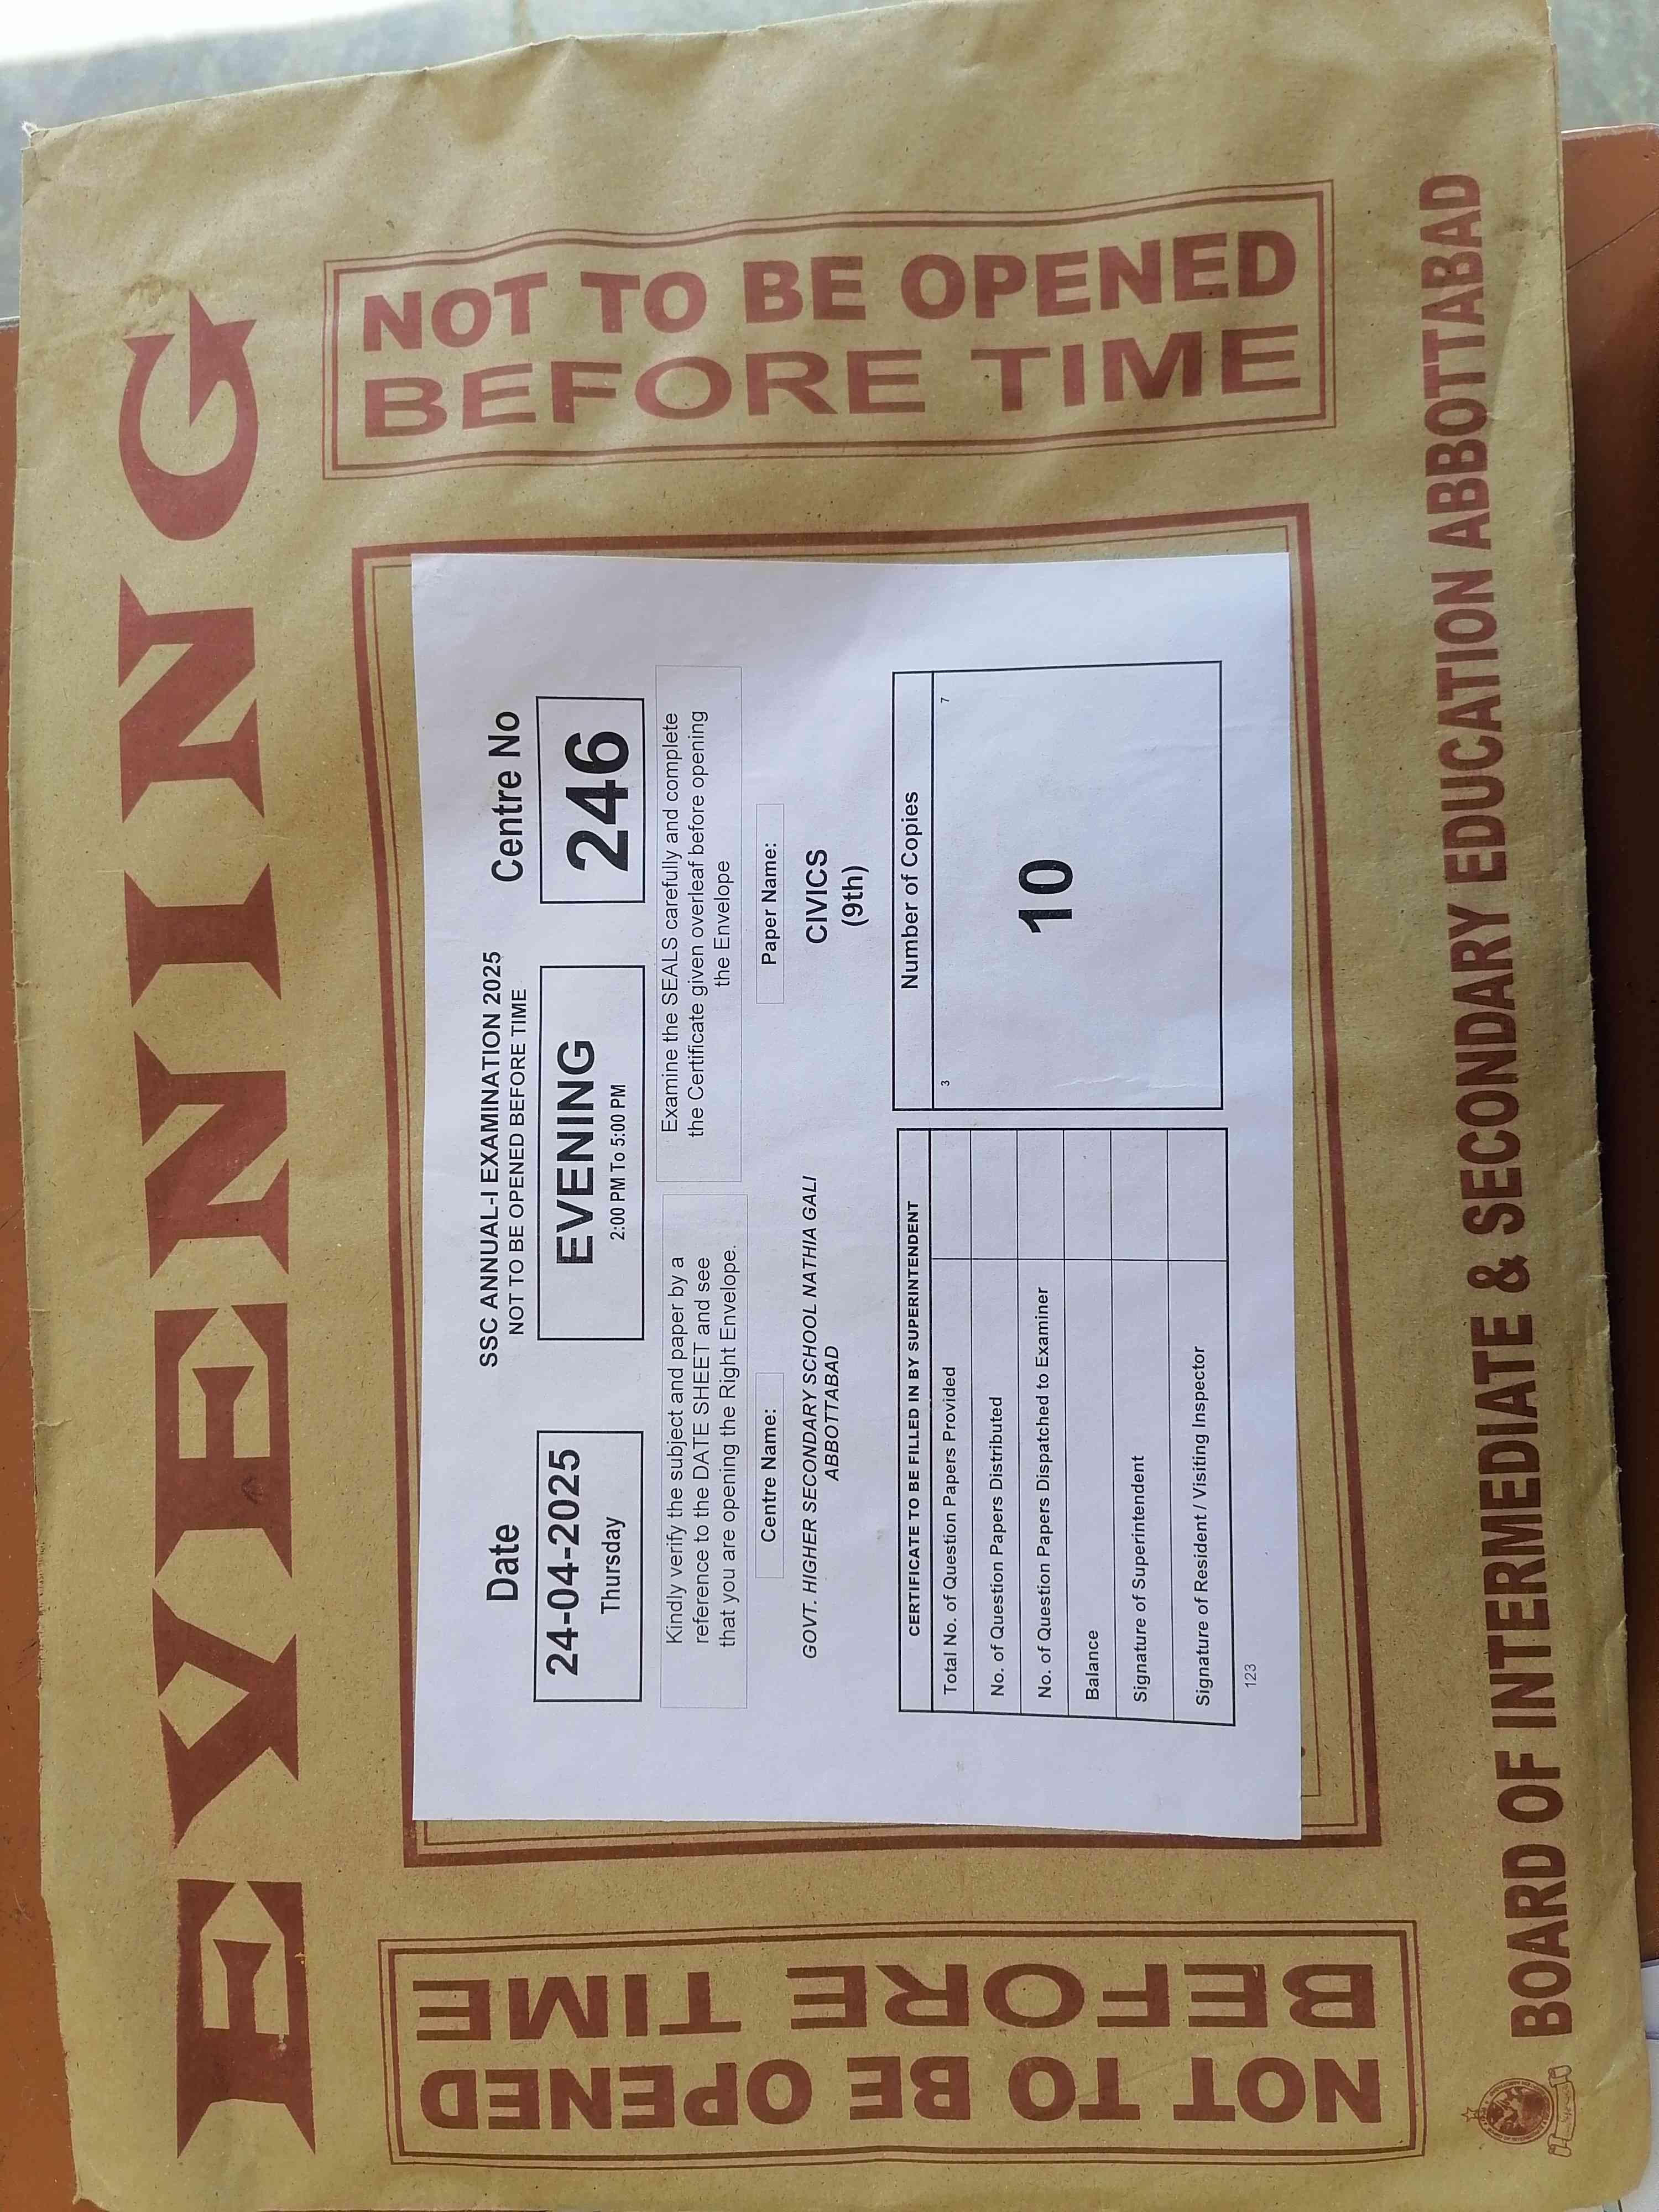 EVENING
NOT TO BE OPENED
BEFORE TIME
NOT TO BE OPENED
BEFORE TIME
SSC ANNUAL-I EXAMINATION 2025
NOT TO BE OPENED BEFORE TIME
Date
24-04-2025
Thursday
EVENING
2:00 PM To 5:00 PM
Centre No
246
Kindly verify the subject and paper by a
reference to the DATE SHEET and see
that you are opening the Right Envelope.
Examine the SEALS carefully and complete
the Certificate given overleaf before opening
the Envelope
Centre Name:
GOVT. HIGHER SECONDARY SCHOOL NATHIA GALI
ABBOTTABAD
Paper Name:
CIVICS
(9th)
CERTIFICATE TO BE FILLED IN BY SUPERINTENDENT
Total No. of Question Papers Provided
No. of Question Papers Distributed
No. of Question Papers Dispatched to Examiner
Balance
Signature of Superintendent
Signature of Resident / Visiting Inspector
Number of Copies
3 7
10
123
BOARD OF INTERMEDIATE & SECONDARY EDUCATION ABBOTTABAD